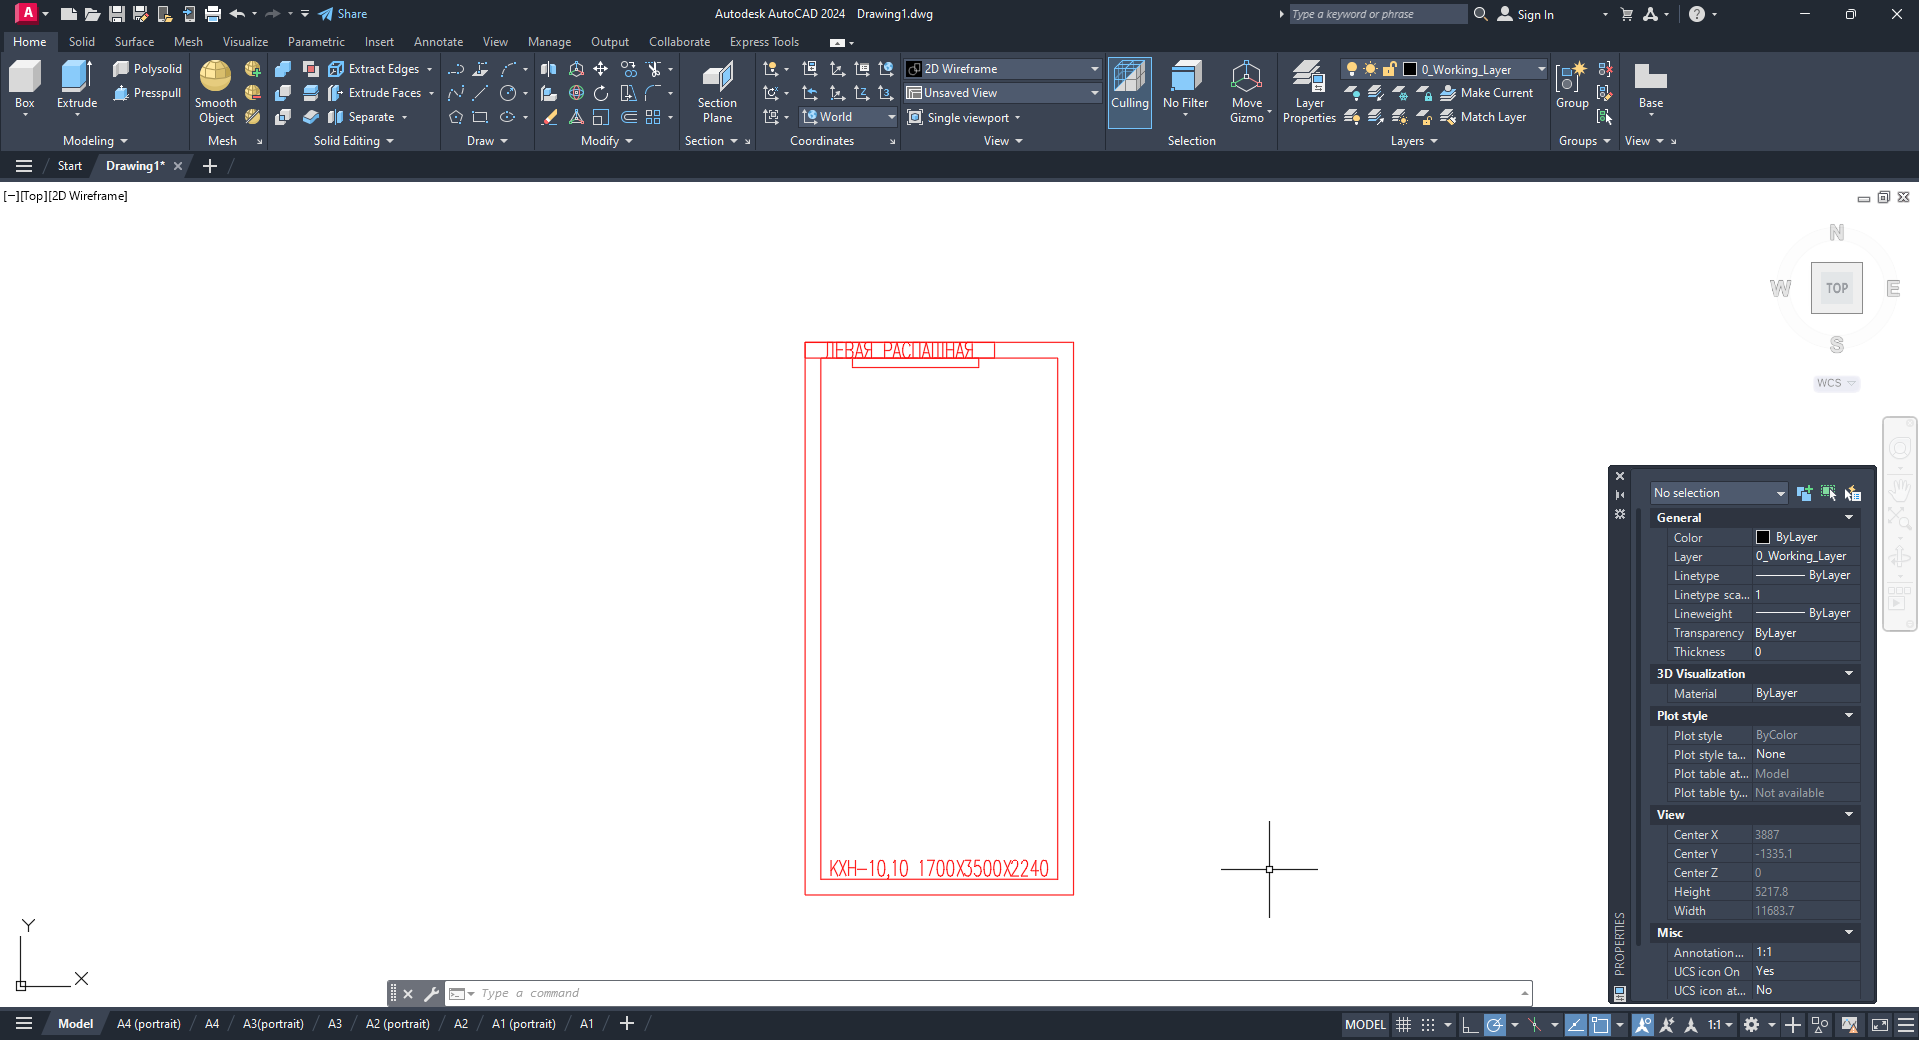 A
Share
Autodesk AutoCAD 2024 Drawing1.dwg
Type a keyword or phrase
Sign In
Home Solid Surface Mesh Visualize Parametric Insert Annotate View Manage Output Collaborate Express Tools
Box
Extrude
Polysolid
Presspull
Modeling
Smooth Object
Mesh
Extract Edges
Extrude Faces
Separate
Solid Editing
Draw
Modify
Section Plane
Section
World
Coordinates
2D Wireframe
Unsaved View
Single viewport
View
Culling
No Filter
Move Gizmo
Selection
Layer Properties
0_Working_Layer
Make Current
Match Layer
Layers
Group
Groups
Base
View
Start Drawing1*
[−][Top][2D Wireframe]
N
W TOP E
S
WCS
ЛЕВАЯ РАСПАШНАЯ
КХН-10,10 1700X3500X2240
Y
X
No selection
General
Color ByLayer
Layer 0_Working_Layer
Linetype ByLayer
Linetype sca... 1
Lineweight ByLayer
Transparency ByLayer
Thickness 0
3D Visualization
Material ByLayer
Plot style
Plot style ByColor
Plot style ta... None
Plot table at... Model
Plot table ty... Not available
View
Center X 3887
Center Y -1335.1
Center Z 0
Height 5217.8
Width 11683.7
Misc
Annotation... 1:1
UCS icon On Yes
UCS icon at... No
PROPERTIES
Type a command
Model A4 (portrait) A4 A3(portrait) A3 A2 (portrait) A2 A1 (portrait) A1
MODEL 1:1